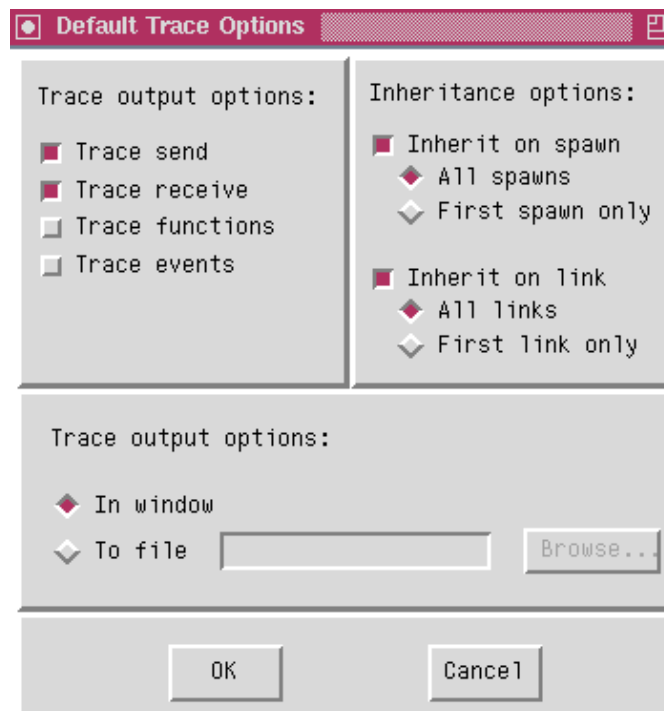 Default Trace Options
Trace output options:
Trace send
Trace receive
Trace functions
Trace events
Inheritance options:
Inherit on spawn
All spawns
First spawn only
Inherit on link
All links
First link only
Trace output options:
In window
To file
Browse...
OK
Cancel